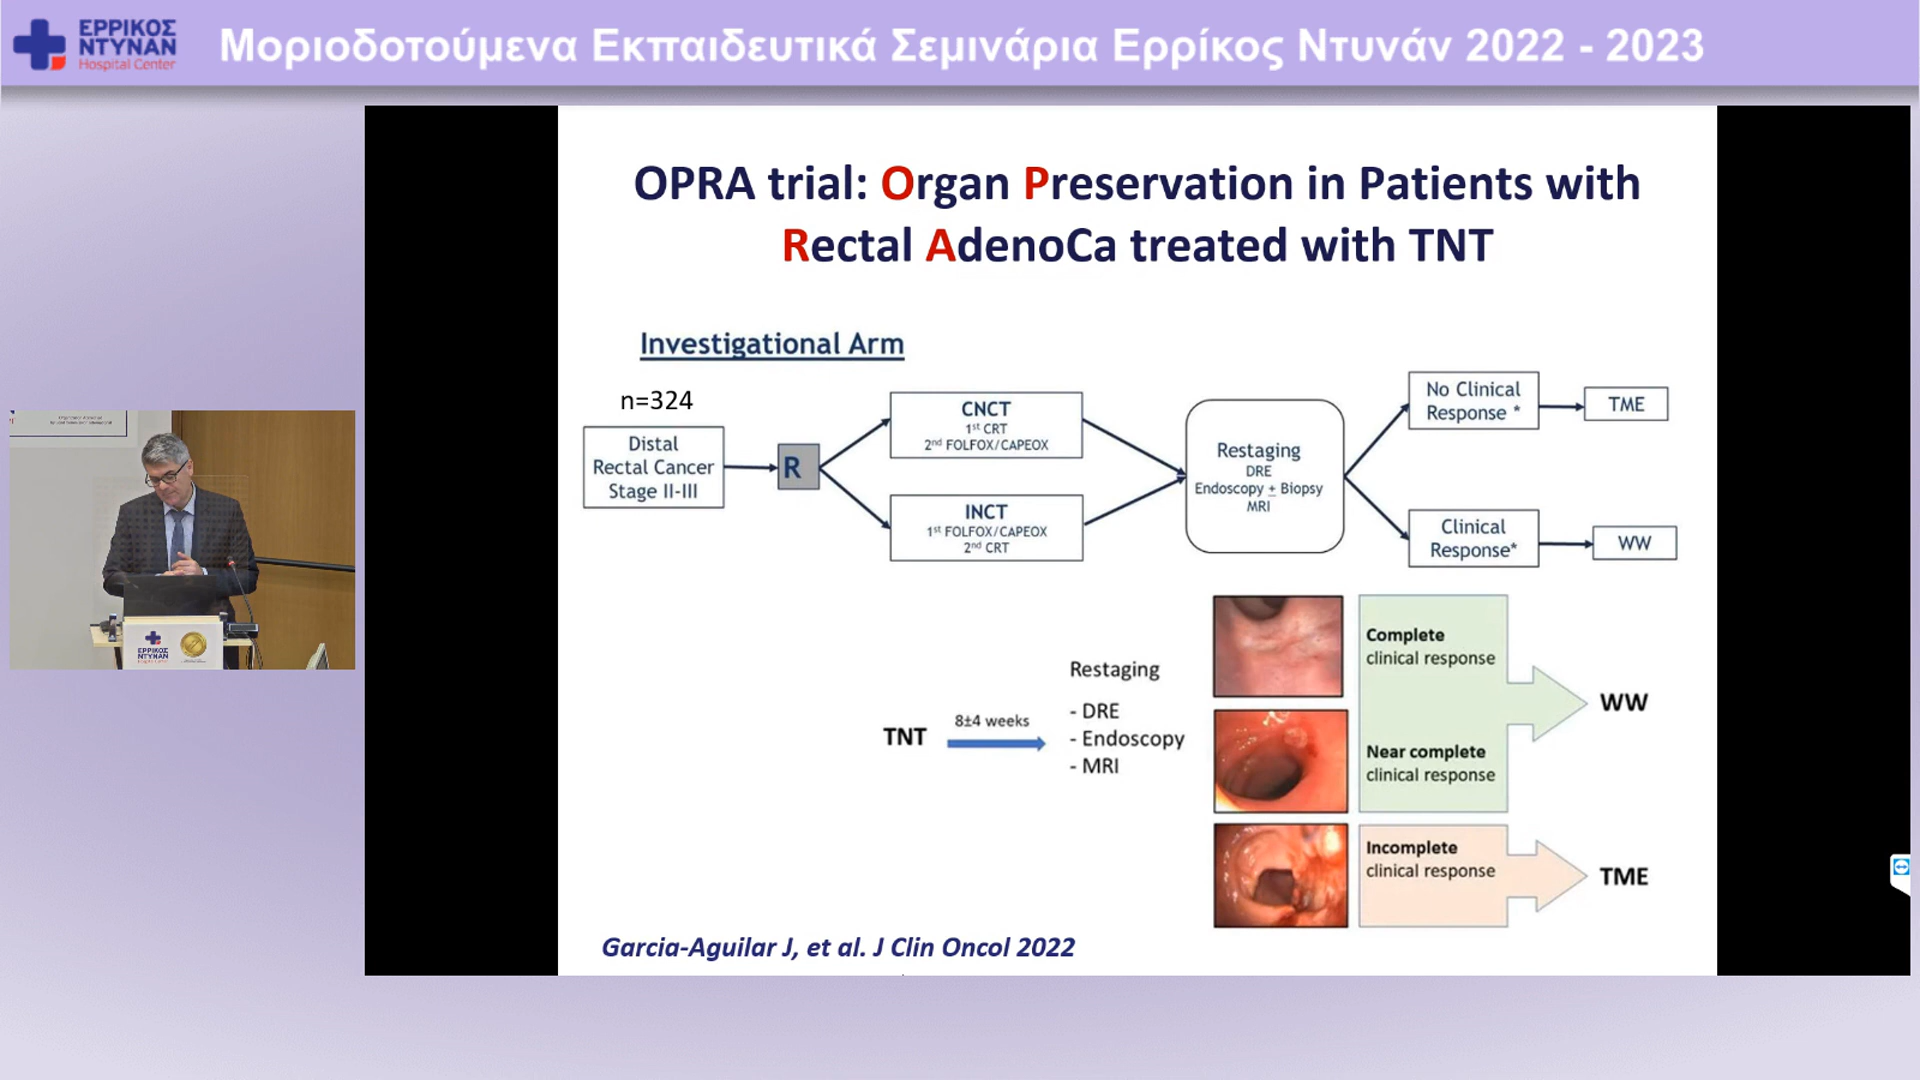 ΕΡΡΙΚΟΣ
ΝΤΥΝΑΝ
Hospital Center
Μοριοδοτούμενα Εκπαιδευτικά Σεμινάρια Ερρίκος Ντυνάν 2022 - 2023
OPRA trial: Organ Preservation in Patients with
Rectal AdenoCa treated with TNT
Investigational Arm
n=324
Distal
Rectal Cancer
Stage II-III
R
CNCT
1st CRT
2nd FOLFOX/CAPEOX
INCT
1st FOLFOX/CAPEOX
2nd CRT
Restaging
DRE
Endoscopy ± Biopsy
MRI
No Clinical
Response *
TME
Clinical
Response*
WW
TNT
8±4 weeks
Restaging
- DRE
- Endoscopy
- MRI
Complete
clinical response
Near complete
clinical response
WW
Incomplete
clinical response
TME
Garcia-Aguilar J, et al. J Clin Oncol 2022
ΕΡΡΙΚΟΣ
ΝΤΥΝΑΝ